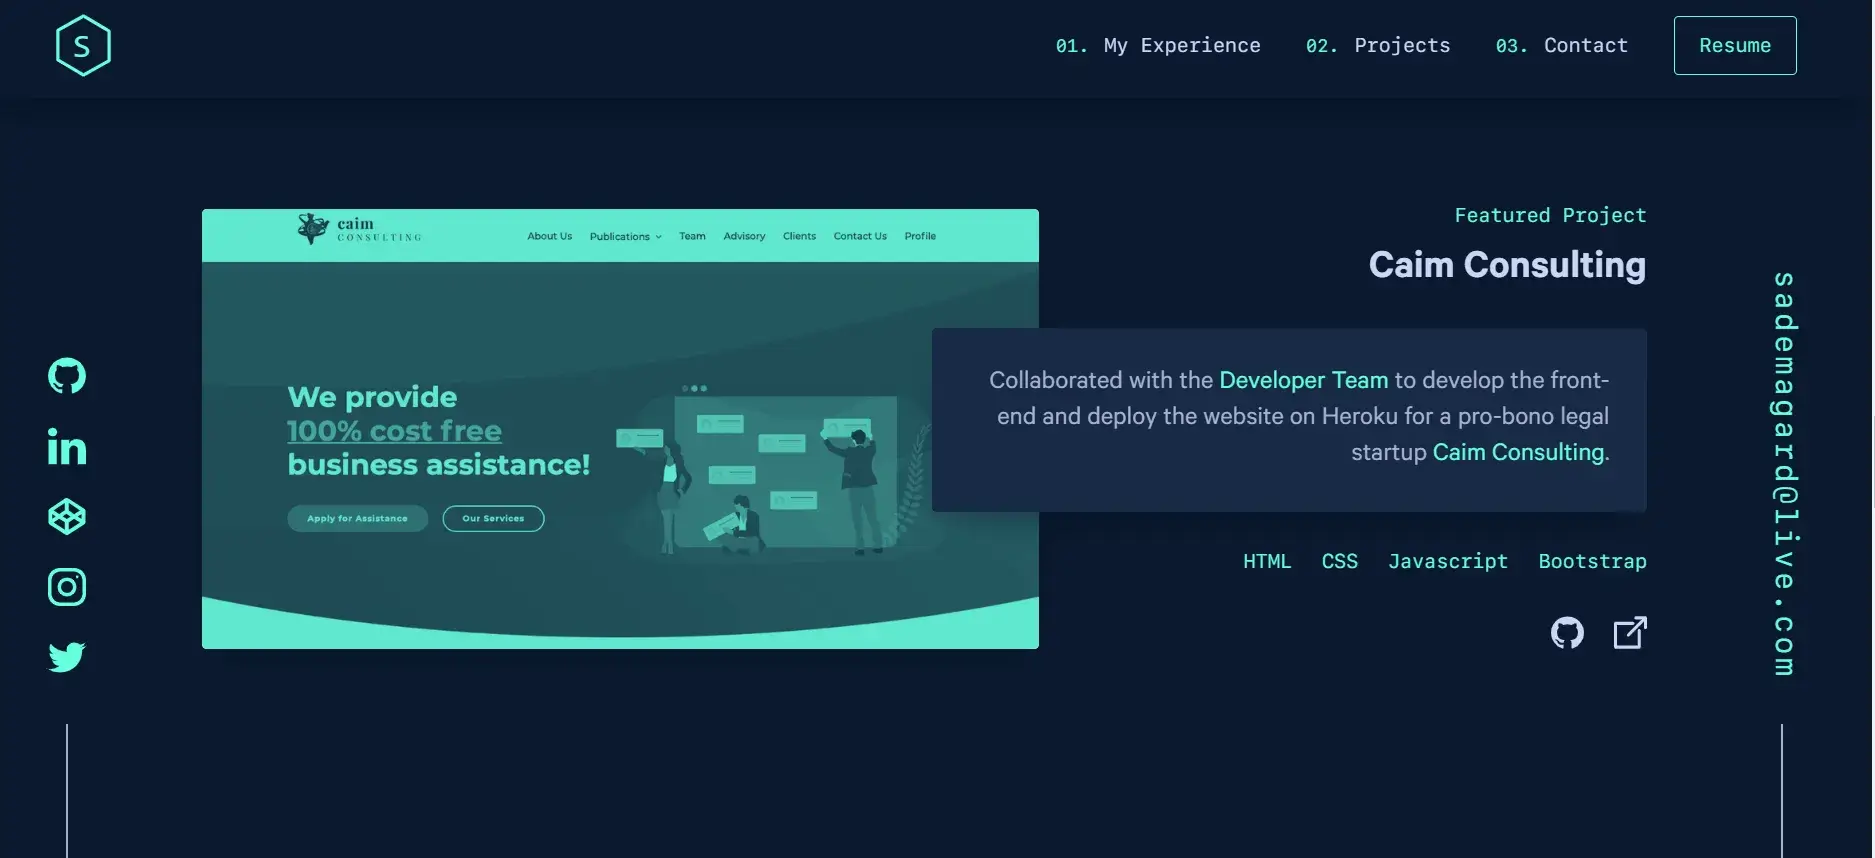 S
01. My Experience
02. Projects
03. Contact
Resume
caim
CONSULTING
About Us
Publications
Team
Advisory
Clients
Contact Us
Profile
We provide
100% cost free
business assistance!
Apply for Assistance
Our Services
Featured Project
Caim Consulting
Collaborated with the Developer Team to develop the front-
end and deploy the website on Heroku for a pro-bono legal
startup Caim Consulting.
HTML CSS Javascript Bootstrap
in
sademagard@live.com